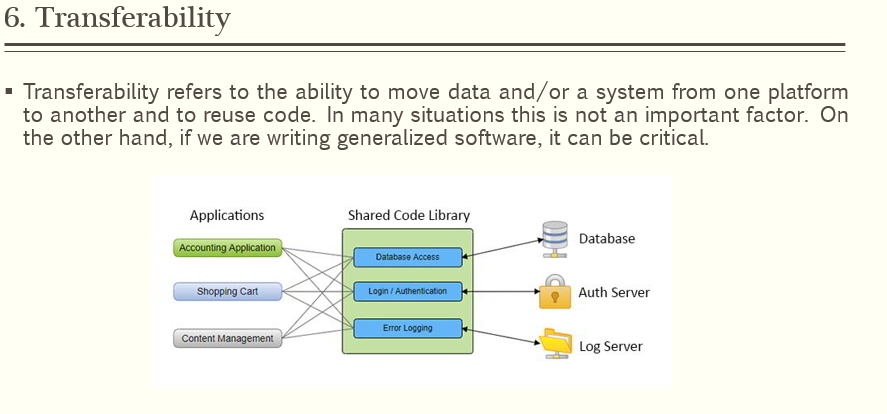 6. Transferability
▪ Transferability refers to the ability to move data and/or a system from one platform
to another and to reuse code. In many situations this is not an important factor. On
the other hand, if we are writing generalized software, it can be critical.
Applications
Shared Code Library
Accounting Application
Shopping Cart
Content Management
Database Access
Login / Authentication
Error Logging
Database
Auth Server
Log Server